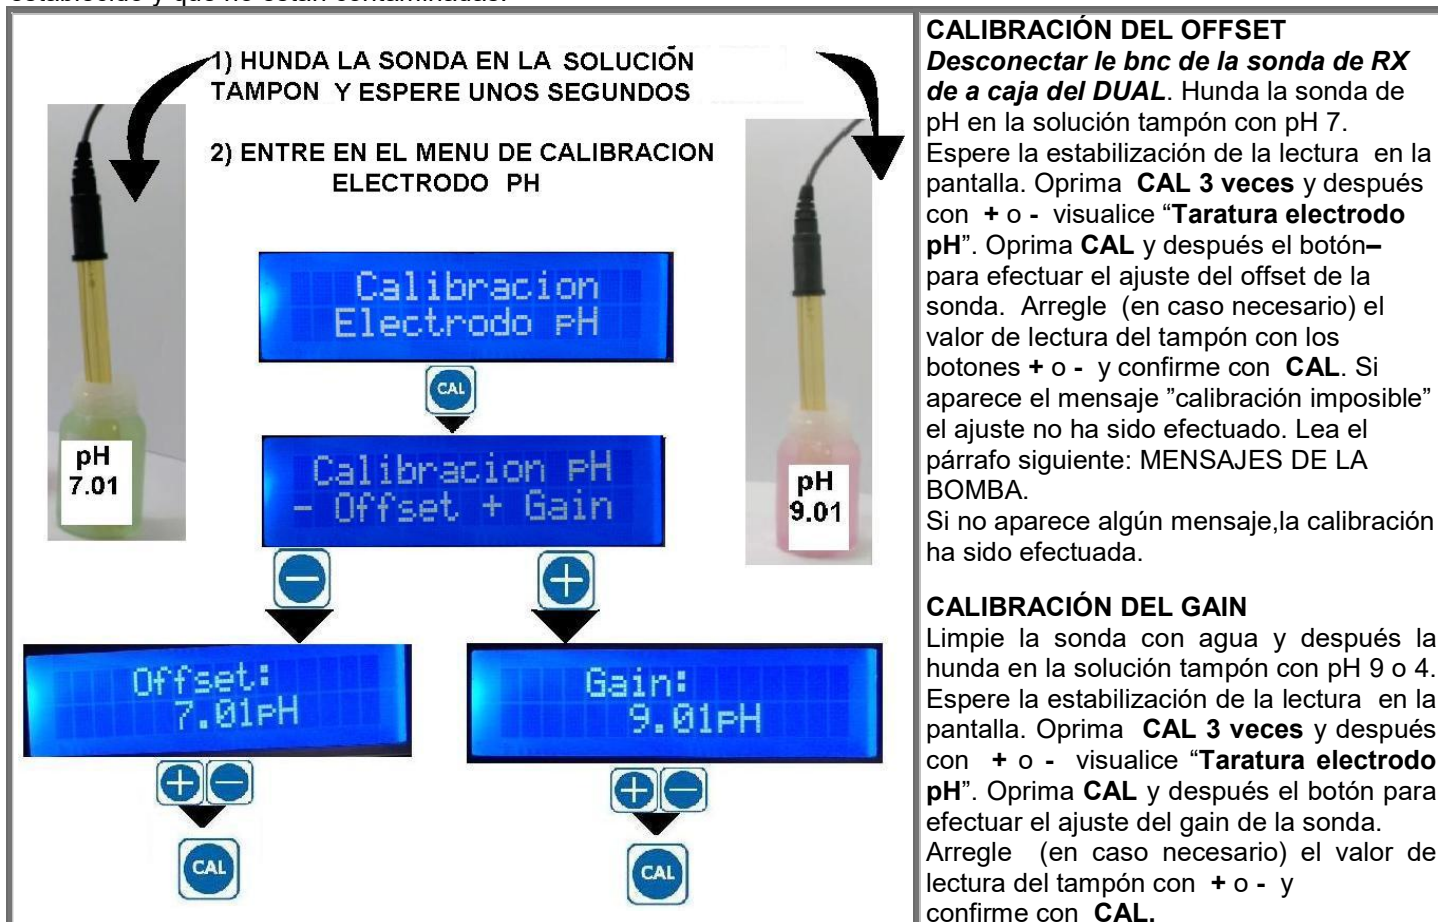 1) HUNDA LA SONDA EN LA SOLUCIÓN
TAMPON Y ESPERE UNOS SEGUNDOS
2) ENTRE EN EL MENU DE CALIBRACION
ELECTRODO PH
pH
7.01
pH
9.01
Calibracion
Electrodo pH
CAL
Calibracion pH
- Offset + Gain
Offset:
7.01pH
Gain:
9.01pH
CAL
CAL
CALIBRACIÓN DEL OFFSET
Desconectar le bnc de la sonda de RX
de a caja del DUAL. Hunda la sonda de
pH en la solución tampón con pH 7.
Espere la estabilización de la lectura en la
pantalla. Oprima CAL 3 veces y después
con + o - visualice “Taratura electrodo
pH”. Oprima CAL y después el botón–
para efectuar el ajuste del offset de la
sonda. Arregle (en caso necesario) el
valor de lectura del tampón con los
botones + o - y confirme con CAL. Si
aparece el mensaje ”calibración imposible”
el ajuste no ha sido efectuado. Lea el
párrafo siguiente: MENSAJES DE LA
BOMBA.
Si no aparece algún mensaje,la calibración
ha sido efectuada.
CALIBRACIÓN DEL GAIN
Limpie la sonda con agua y después la
hunda en la solución tampón con pH 9 o 4.
Espere la estabilización de la lectura en la
pantalla. Oprima CAL 3 veces y después
con + o - visualice “Taratura electrodo
pH”. Oprima CAL y después el botón para
efectuar el ajuste del gain de la sonda.
Arregle (en caso necesario) el valor de
lectura del tampón con + o - y
confirme con CAL.